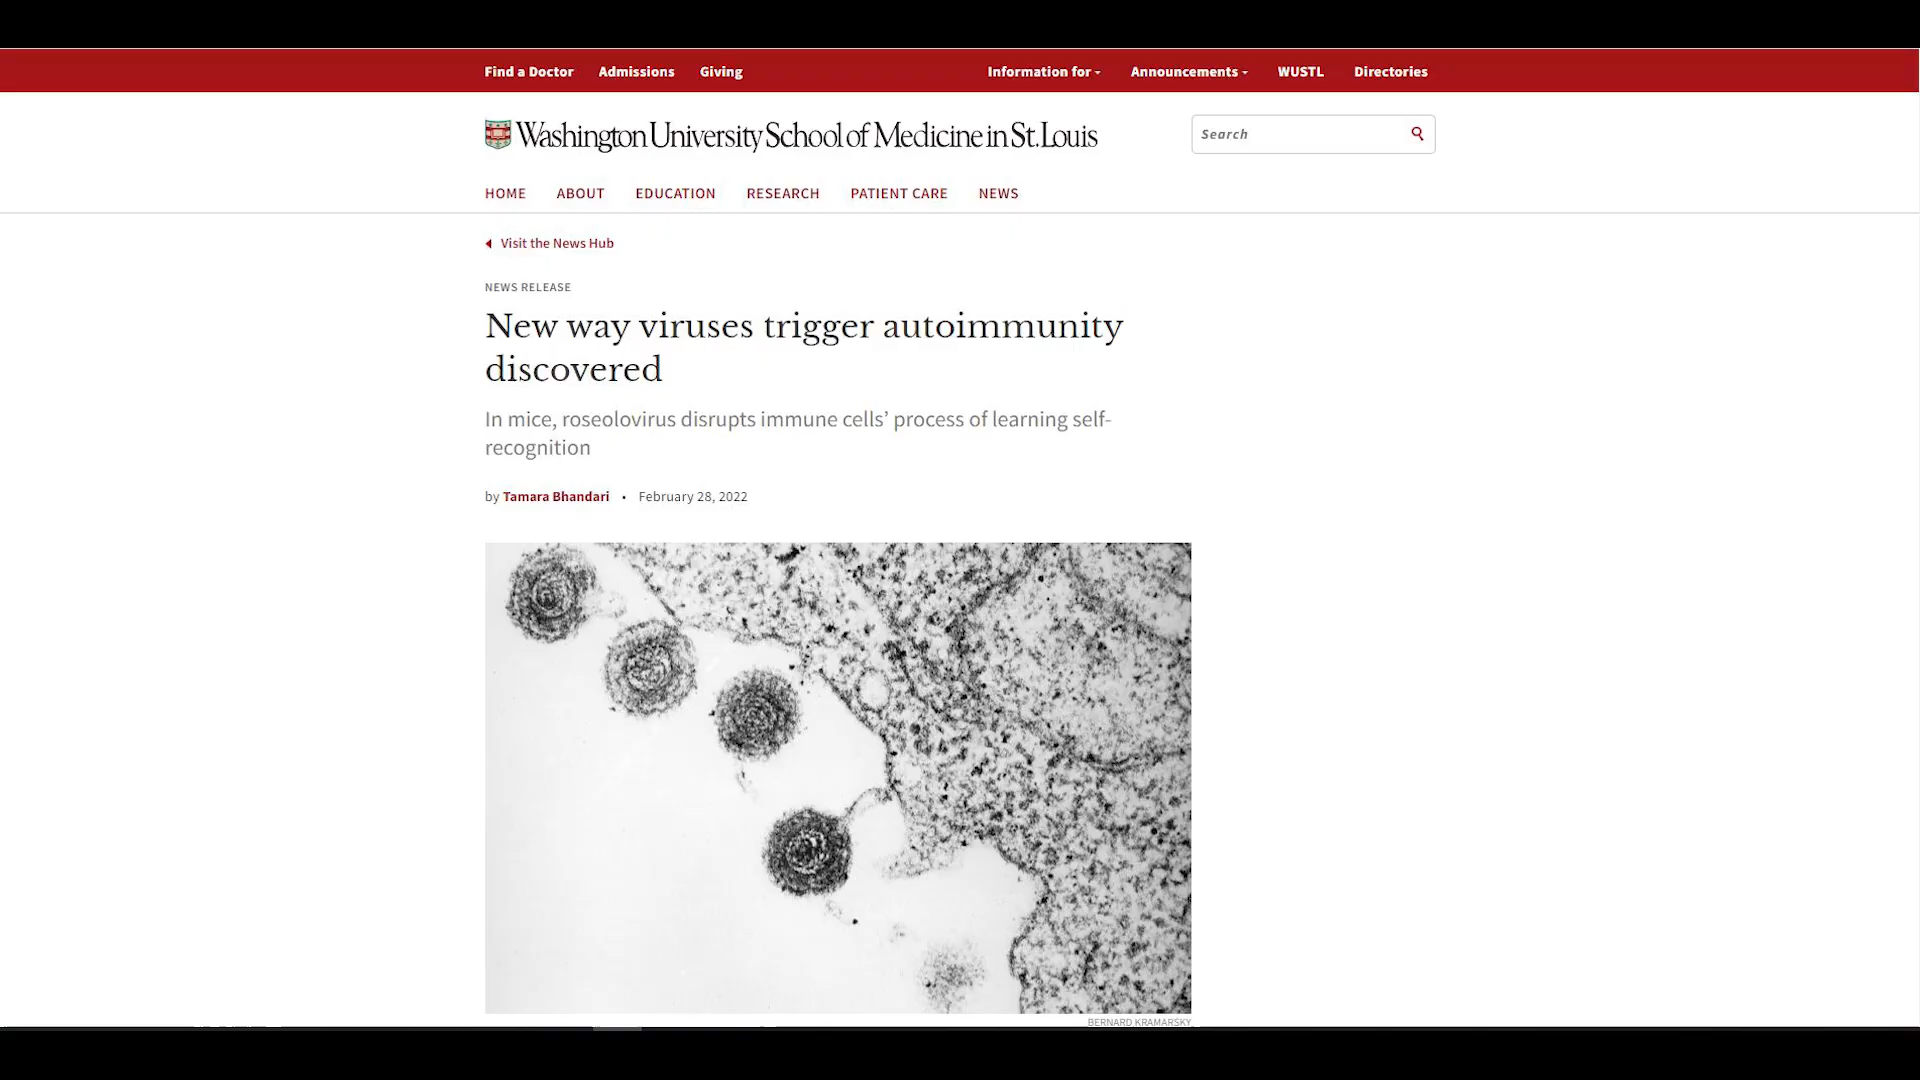 Find a Doctor Admissions Giving Information for Announcements WUSTL Directories
Washington University School of Medicine in St. Louis
Search
HOME ABOUT EDUCATION RESEARCH PATIENT CARE NEWS
Visit the News Hub
NEWS RELEASE
New way viruses trigger autoimmunity
discovered
In mice, roseolovirus disrupts immune cells’ process of learning self-
recognition
by Tamara Bhandari • February 28, 2022
BERNARD KRAMARSKY